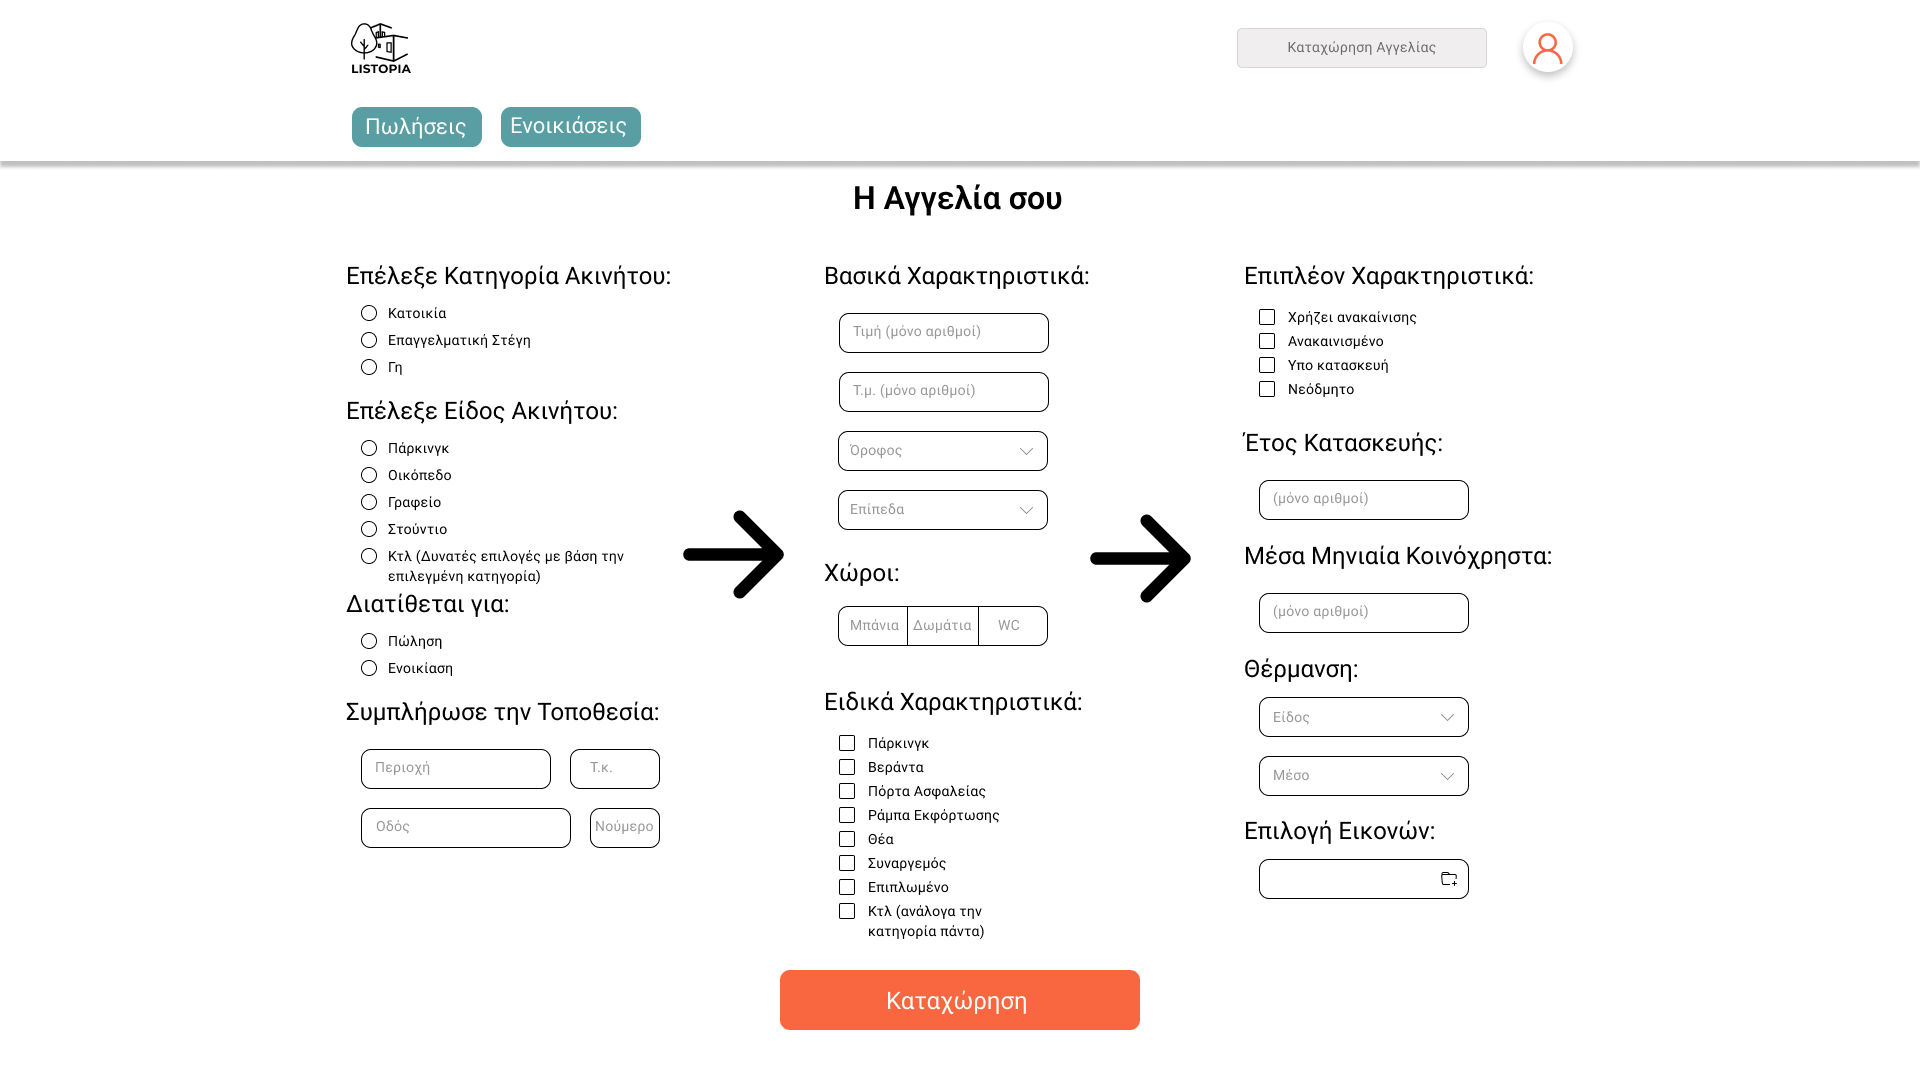 LISTOPIA
Καταχώρηση Αγγελίας
Πωλήσεις
Ενοικιάσεις
Η Αγγελία σου
Επέλεξε Κατηγορία Ακινήτου:
Κατοικία
Επαγγελματική Στέγη
Γη
Επέλεξε Είδος Ακινήτου:
Πάρκινγκ
Οικόπεδο
Γραφείο
Στούντιο
Κτλ (Δυνατές επιλογές με βάση την
επιλεγμένη κατηγορία)
Διατίθεται για:
Πώληση
Ενοικίαση
Συμπλήρωσε την Τοποθεσία:
Περιοχή
Τ.κ.
Οδός
Νούμερο
Βασικά Χαρακτηριστικά:
Τιμή (μόνο αριθμοί)
Τ.μ. (μόνο αριθμοί)
Όροφος
Επίπεδα
Χώροι:
Μπάνια
Δωμάτια
WC
Ειδικά Χαρακτηριστικά:
Πάρκινγκ
Βεράντα
Πόρτα Ασφαλείας
Ράμπα Εκφόρτωσης
Θέα
Συναργεμός
Επιπλωμένο
Κτλ (ανάλογα την
κατηγορία πάντα)
Επιπλέον Χαρακτηριστικά:
Χρήζει ανακαίνισης
Ανακαινισμένο
Υπο κατασκευή
Νεόδμητο
Έτος Κατασκευής:
(μόνο αριθμοί)
Μέσα Μηνιαία Κοινόχρηστα:
(μόνο αριθμοί)
Θέρμανση:
Είδος
Μέσο
Επιλογή Εικονών:
Καταχώρηση